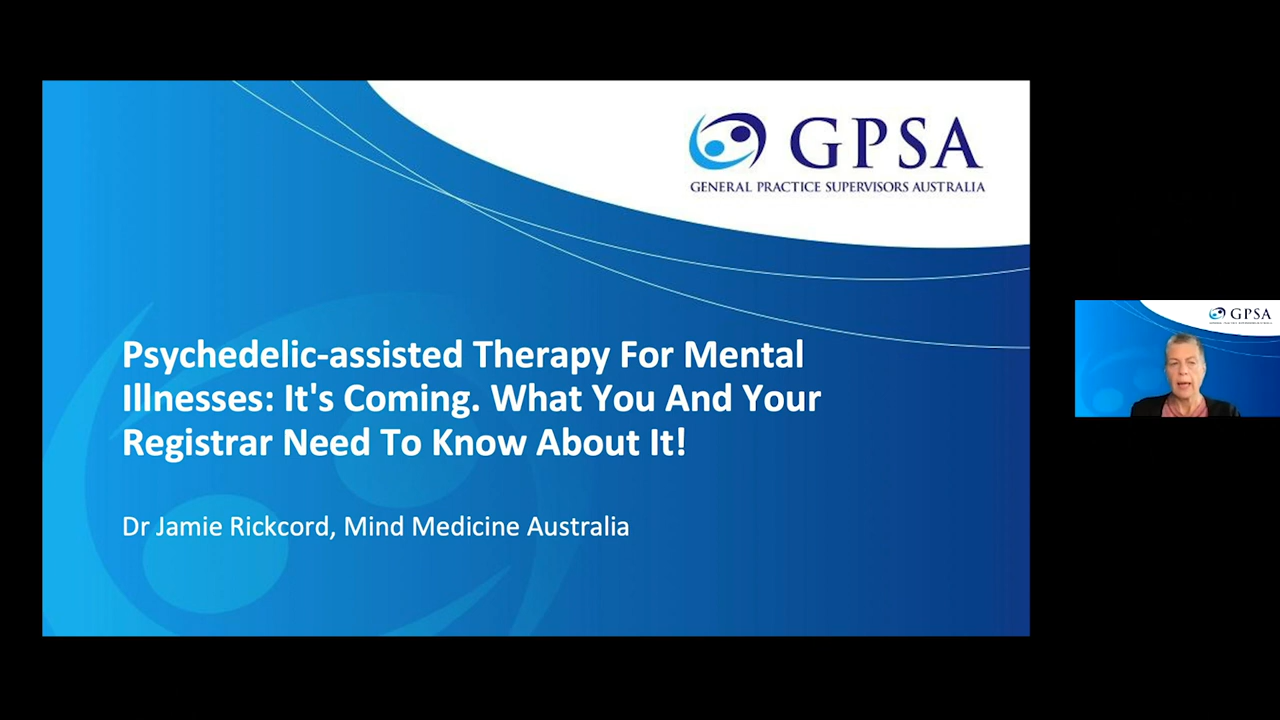 GPSA
GENERAL PRACTICE SUPERVISORS AUSTRALIA
Psychedelic-assisted Therapy For Mental
Illnesses: It's Coming. What You And Your
Registrar Need To Know About It!
Dr Jamie Rickcord, Mind Medicine Australia
GPSA